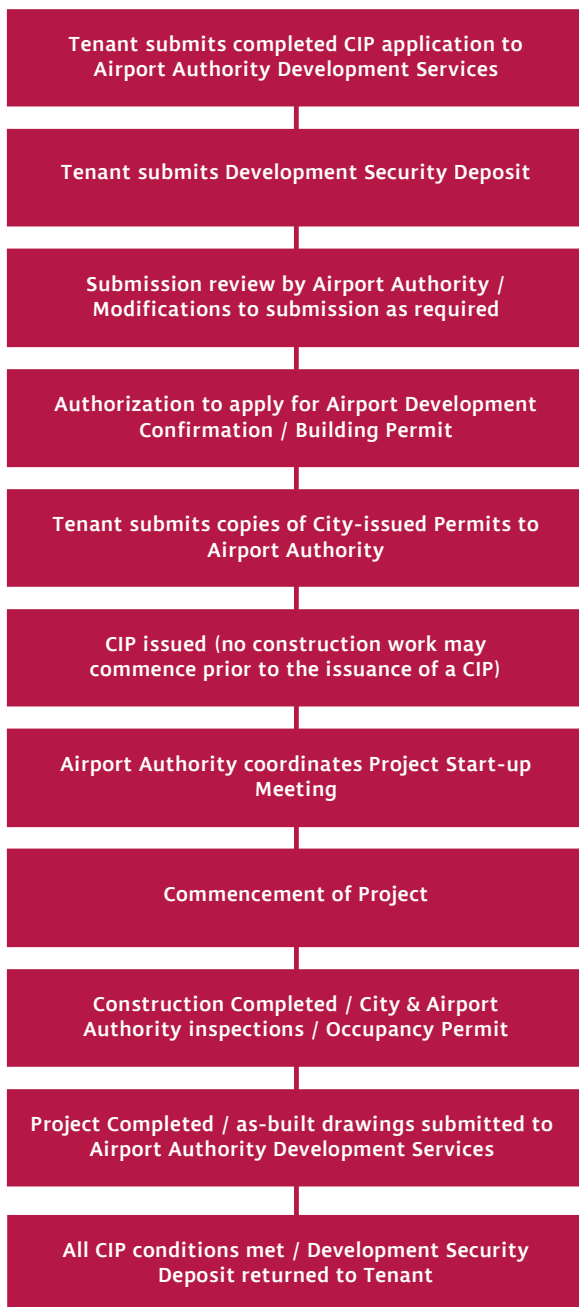 Tenant submits completed CIP application to
Airport Authority Development Services
Tenant submits Development Security Deposit
Submission review by Airport Authority /
Modifications to submission as required
Authorization to apply for Airport Development
Confirmation / Building Permit
Tenant submits copies of City-issued Permits to
Airport Authority
CIP issued (no construction work may
commence prior to the issuance of a CIP)
Airport Authority coordinates Project Start-up
Meeting
Commencement of Project
Construction Completed / City & Airport
Authority inspections / Occupancy Permit
Project Completed / as-built drawings submitted to
Airport Authority Development Services
All CIP conditions met / Development Security
Deposit returned to Tenant